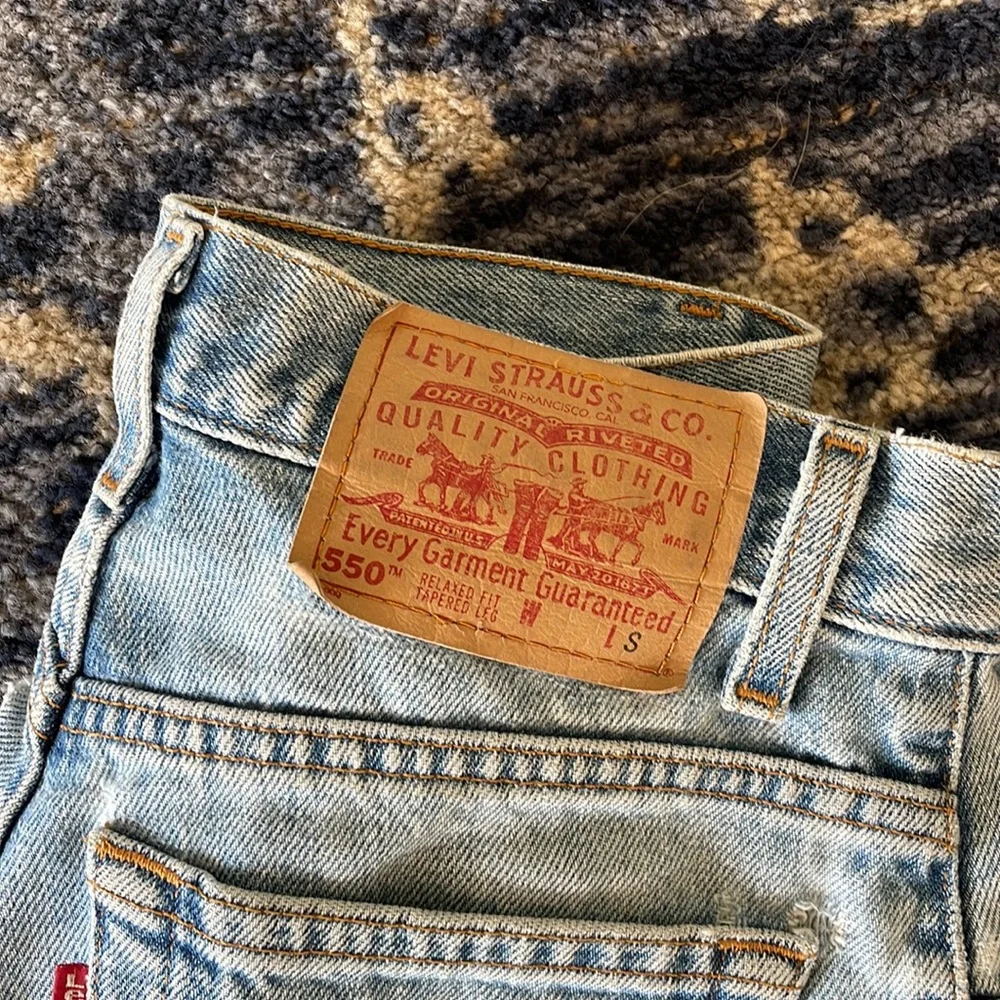 LEVI STRAUSS & CO.
SAN FRANCISCO, CAL
ORIGINAL RIVETED
QUALITY CLOTHING
TRADE MARK
PATENTED IN U.S. MAY 20 1873
Every Garment Guaranteed
550™
RELAXED FIT
TAPERED LEG
W L S
®